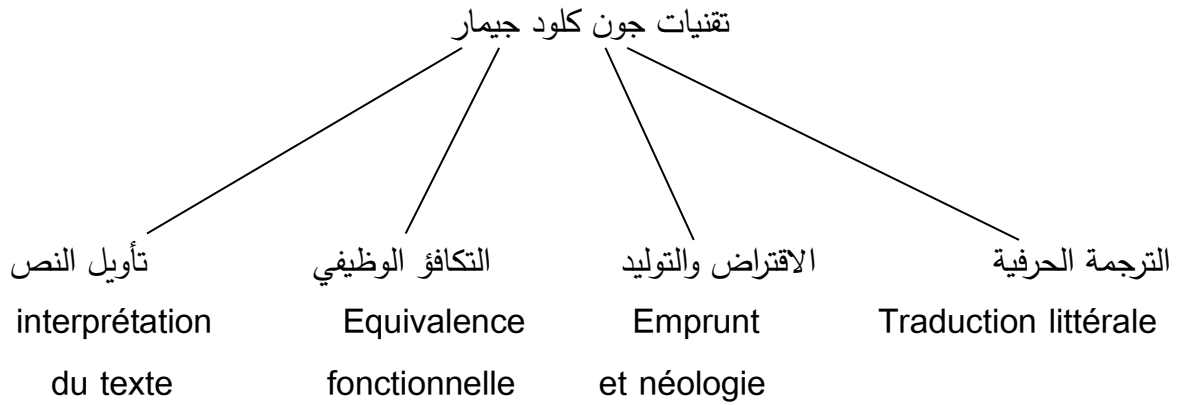 تقنيات جون كلود جيمار
الترجمة الحرفية
Traduction littérale
الاقتراض والتوليد
Emprunt
et néologie
التكافؤ الوظيفي
Equivalence
fonctionnelle
تأويل النص
interprétation
du texte